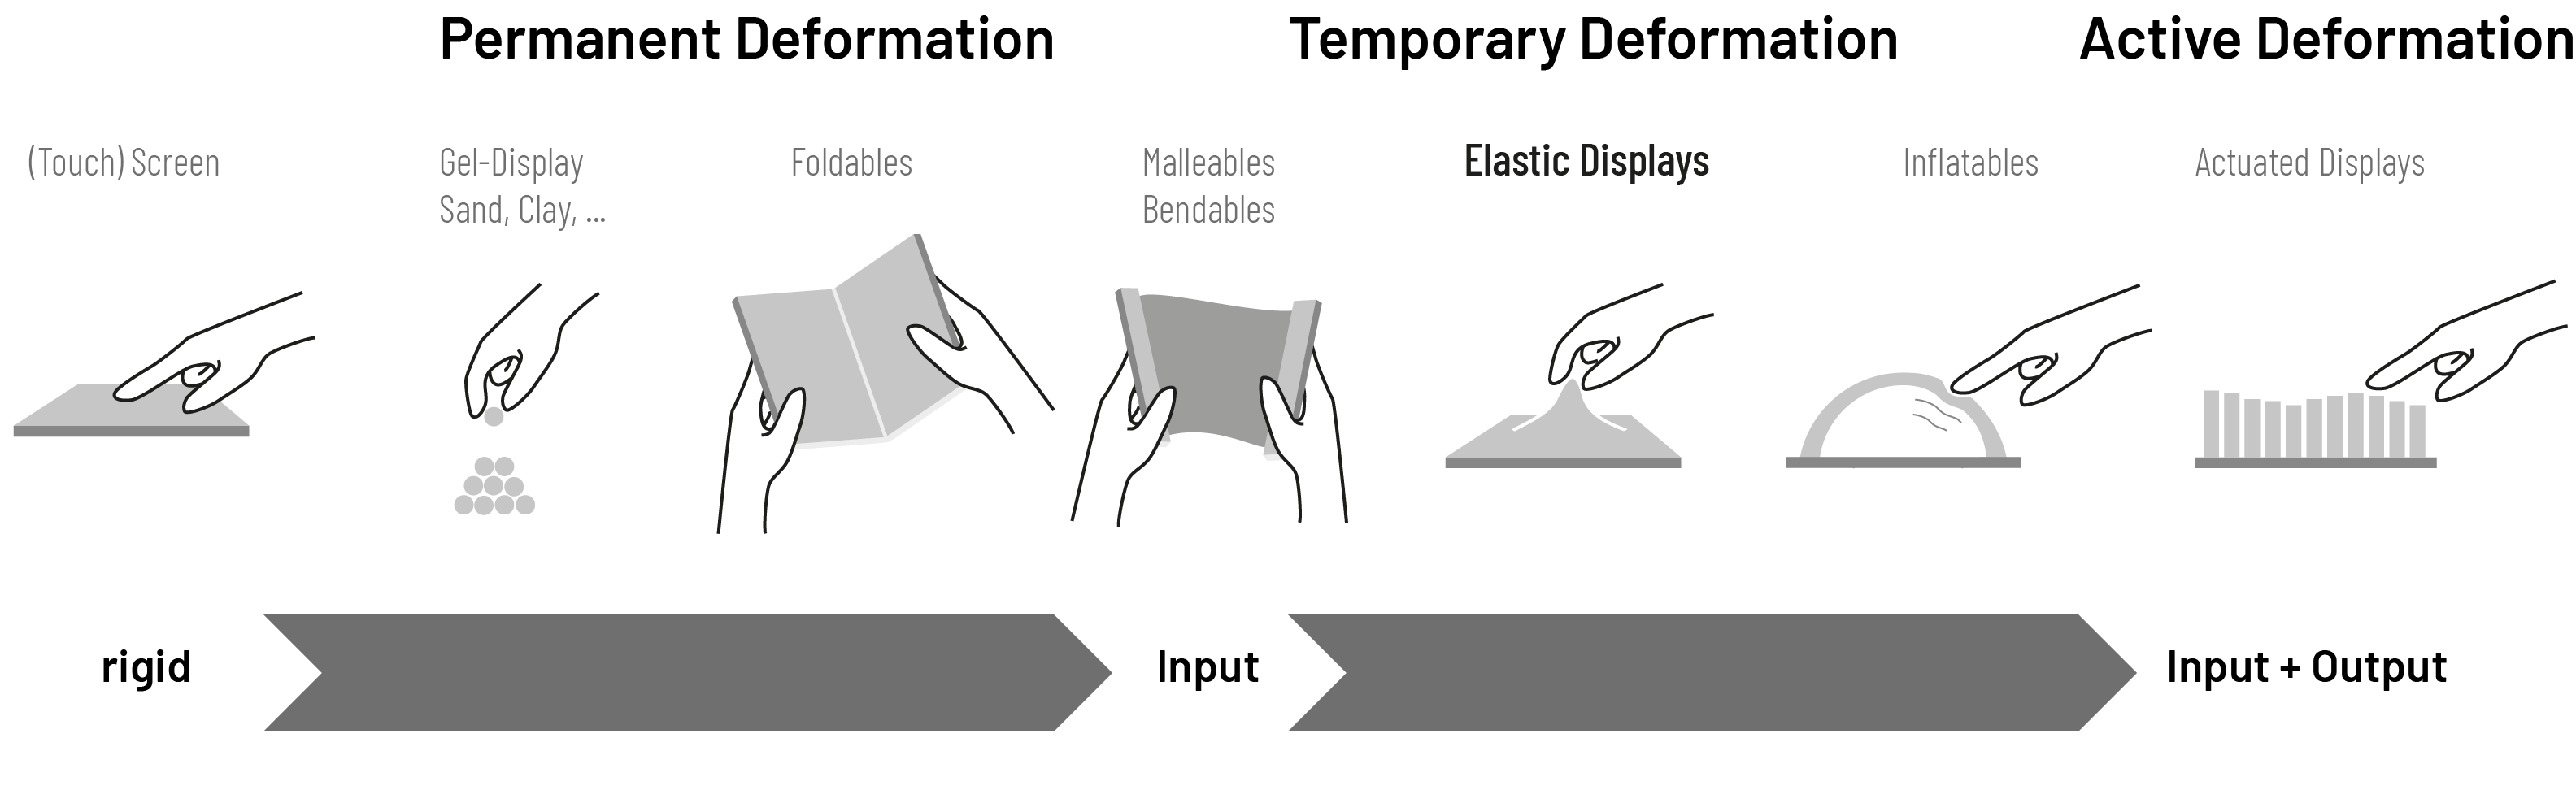 Permanent Deformation
Temporary Deformation
Active Deformation
(Touch) Screen
Gel-Display
Sand, Clay, ...
Foldables
Malleables
Bendables
Elastic Displays
Inflatables
Actuated Displays
rigid
Input
Input + Output